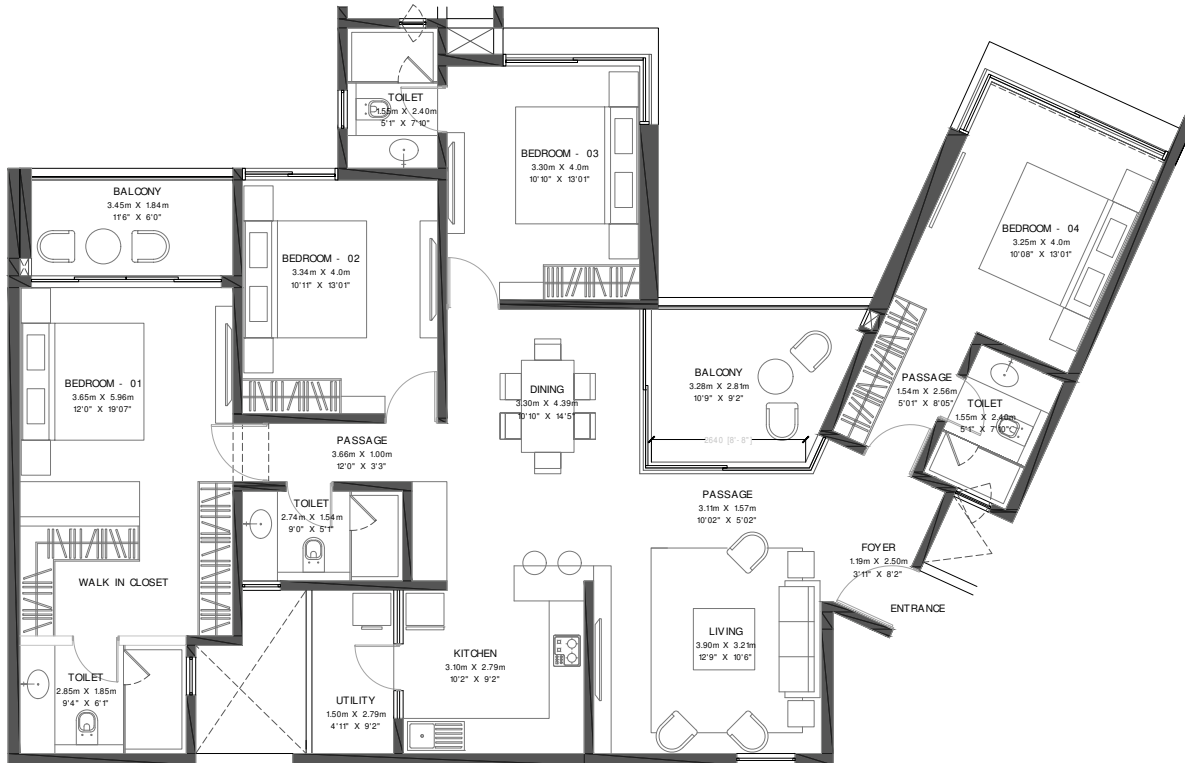 TOILET
1.55m X 2.40m
5'1" X 7'10"
BEDROOM - 03
3.30m X 4.0m
10'10" X 13'01"
BALCONY
3.45m X 1.84m
11'6" X 6'0"
BEDROOM - 02
3.34m X 4.0m
10'11" X 13'01"
BEDROOM - 04
3.25m X 4.0m
10'08" X 13'01"
BEDROOM - 01
3.65m X 5.96m
12'0" X 19'07"
DINING
3.30m X 4.39m
10'10" X 14'5"
BALCONY
3.28m X 2.81m
10'9" X 9'2"
2640 [8'-8"]
PASSAGE
1.54m X 2.56m
5'01" X 8'05"
TOILET
1.55m X 2.40m
5'1" X 7'10"
PASSAGE
3.66m X 1.00m
12'0" X 3'3"
TOILET
2.74m X 1.54m
9'0" X 5'1"
PASSAGE
3.11m X 1.57m
10'02" X 5'02"
FOYER
1.19m X 2.50m
3'11" X 8'2"
ENTRANCE
WALK IN CLOSET
LIVING
3.90m X 3.21m
12'9" X 10'6"
KITCHEN
3.10m X 2.79m
10'2" X 9'2"
TOILET
2.85m X 1.85m
9'4" X 6'1"
UTILITY
1.50m X 2.79m
4'11" X 9'2"